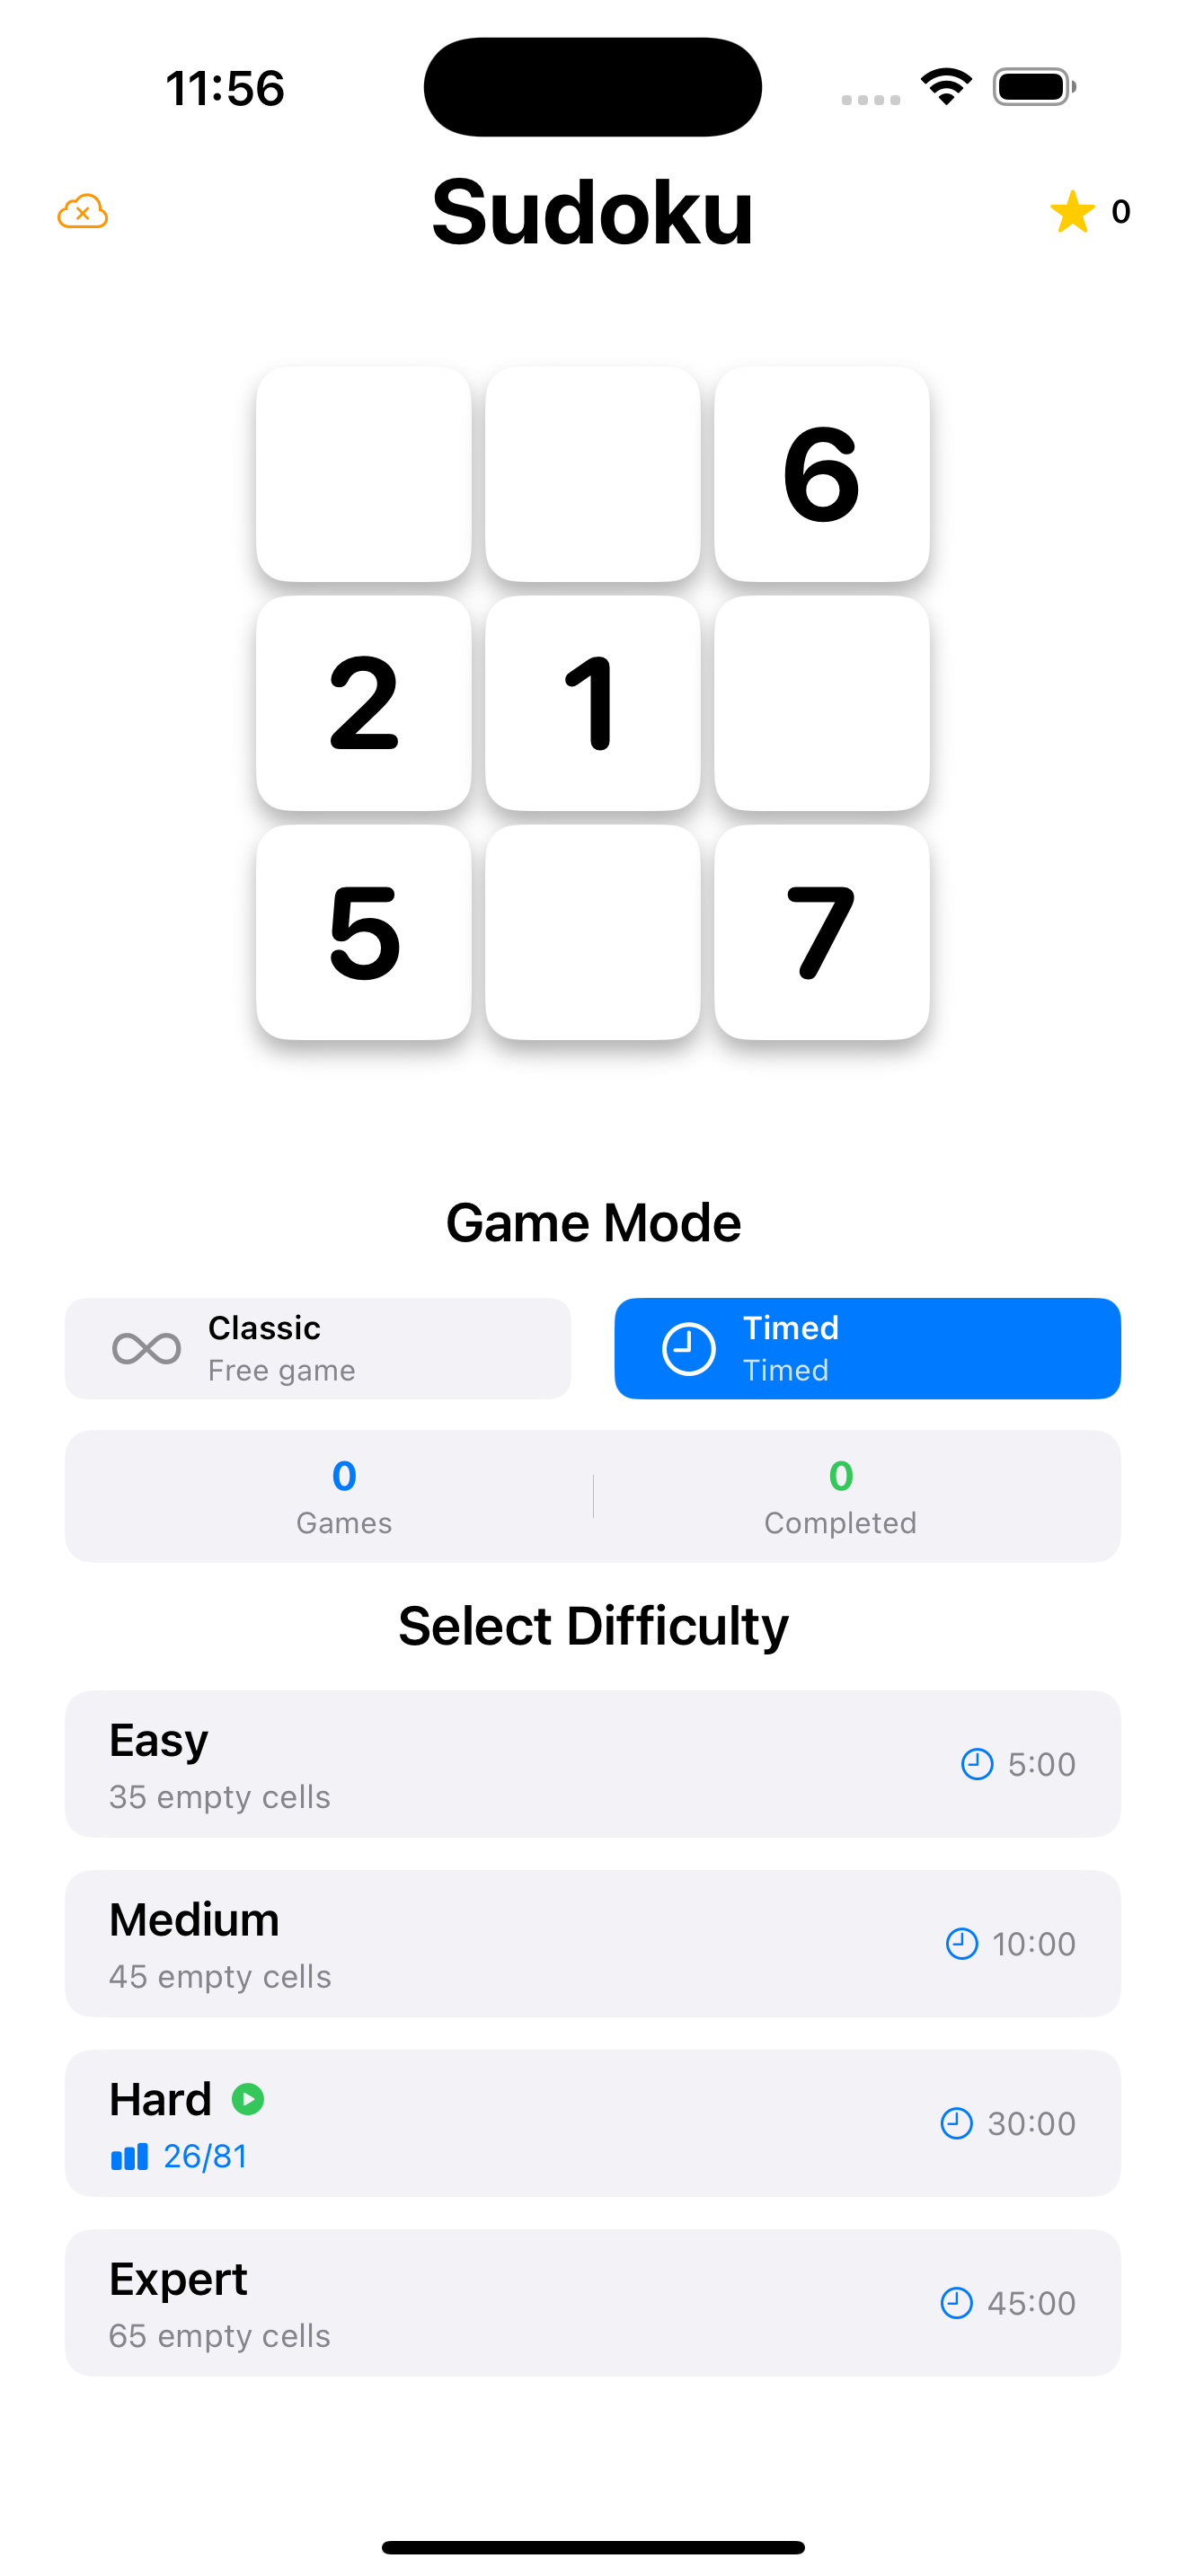 11:56
Sudoku
0
6
2 1
5 7
Game Mode
Classic
Free game
Timed
Timed
0
Games
0
Completed
Select Difficulty
Easy
35 empty cells
5:00
Medium
45 empty cells
10:00
Hard
26/81
30:00
Expert
65 empty cells
45:00